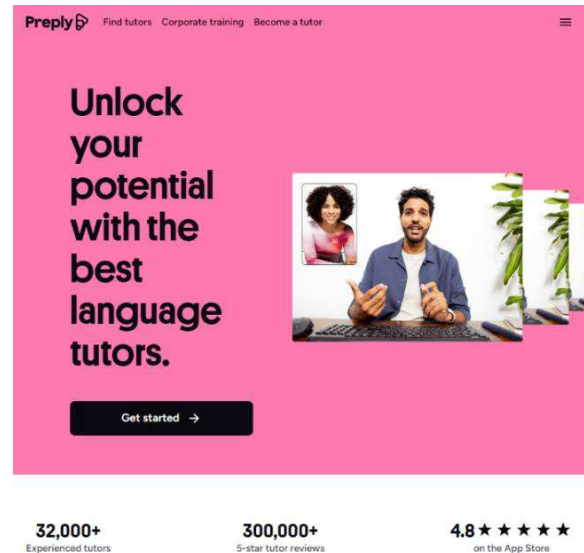 Preply Find tutors Corporate training Become a tutor
Unlock
your
potential
with the
best
language
tutors.
Get started →
32,000+
Experienced tutors
300,000+
5-star tutor reviews
4.8 ★ ★ ★ ★ ★
on the App Store